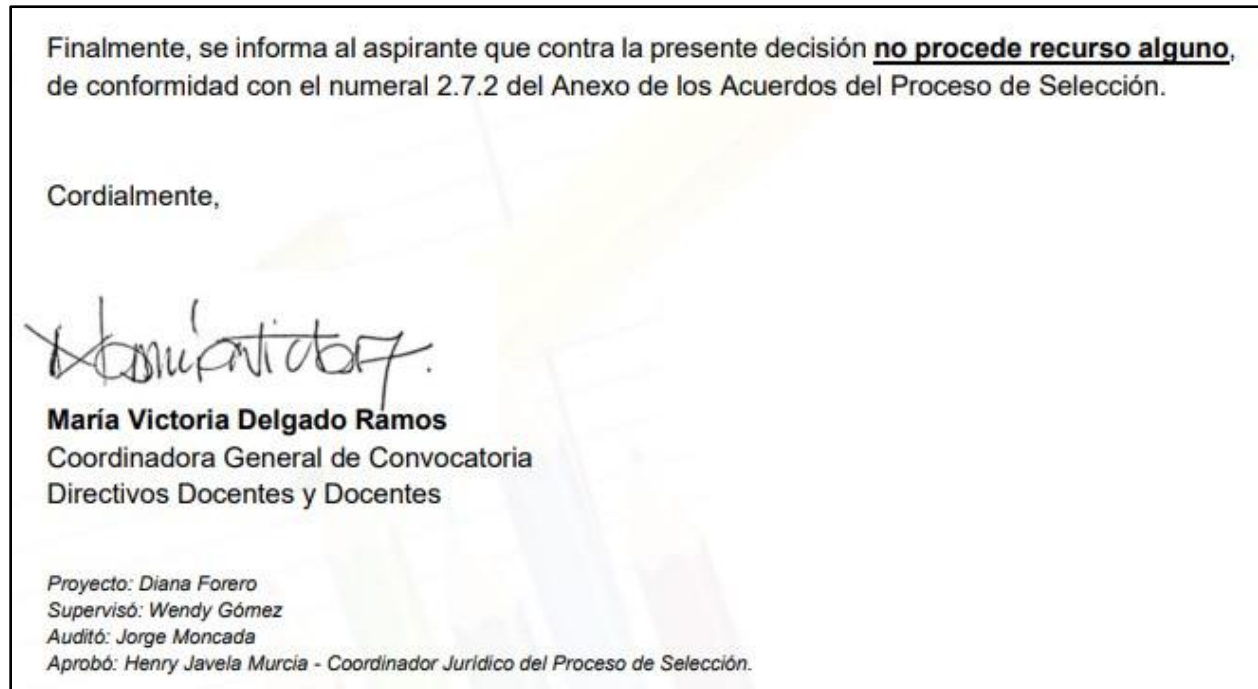 Finalmente, se informa al aspirante que contra la presente decisión no procede recurso alguno,
de conformidad con el numeral 2.7.2 del Anexo de los Acuerdos del Proceso de Selección.
Cordialmente,
María Victoria Delgado Ramos
Coordinadora General de Convocatoria
Directivos Docentes y Docentes
Proyecto: Diana Forero
Supervisó: Wendy Gómez
Auditó: Jorge Moncada
Aprobó: Henry Javela Murcia - Coordinador Jurídico del Proceso de Selección.